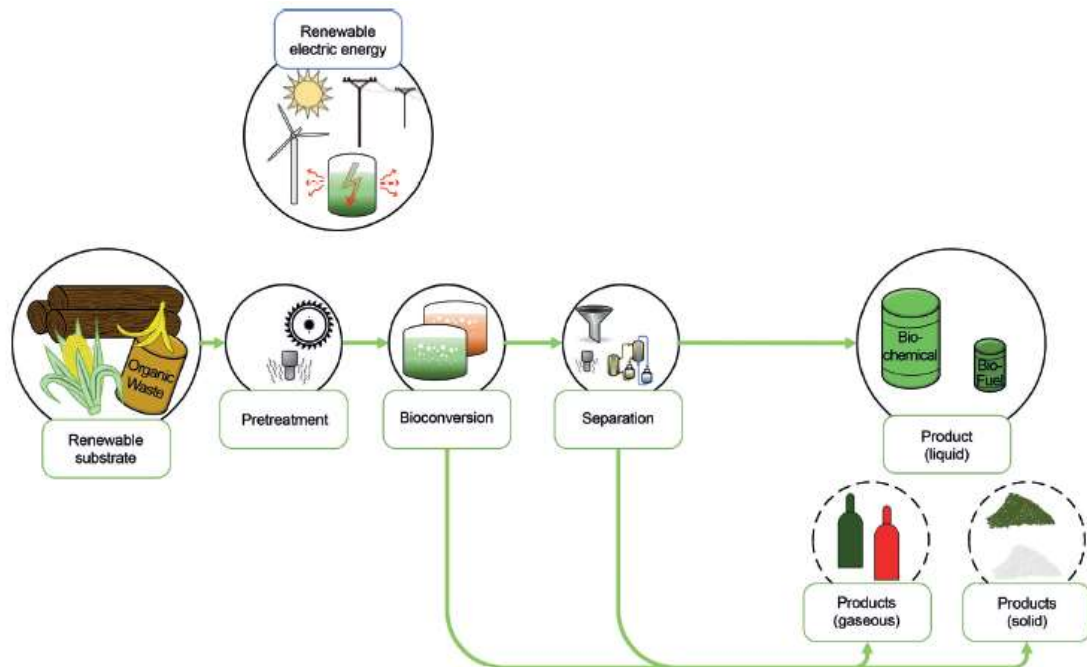 Renewable
electric energy
Organic
Waste
Renewable
substrate
Pretreatment
Bioconversion
Separation
Bio-
chemical
Bio-
Fuel
Product
(liquid)
Products
(gaseous)
Products
(solid)